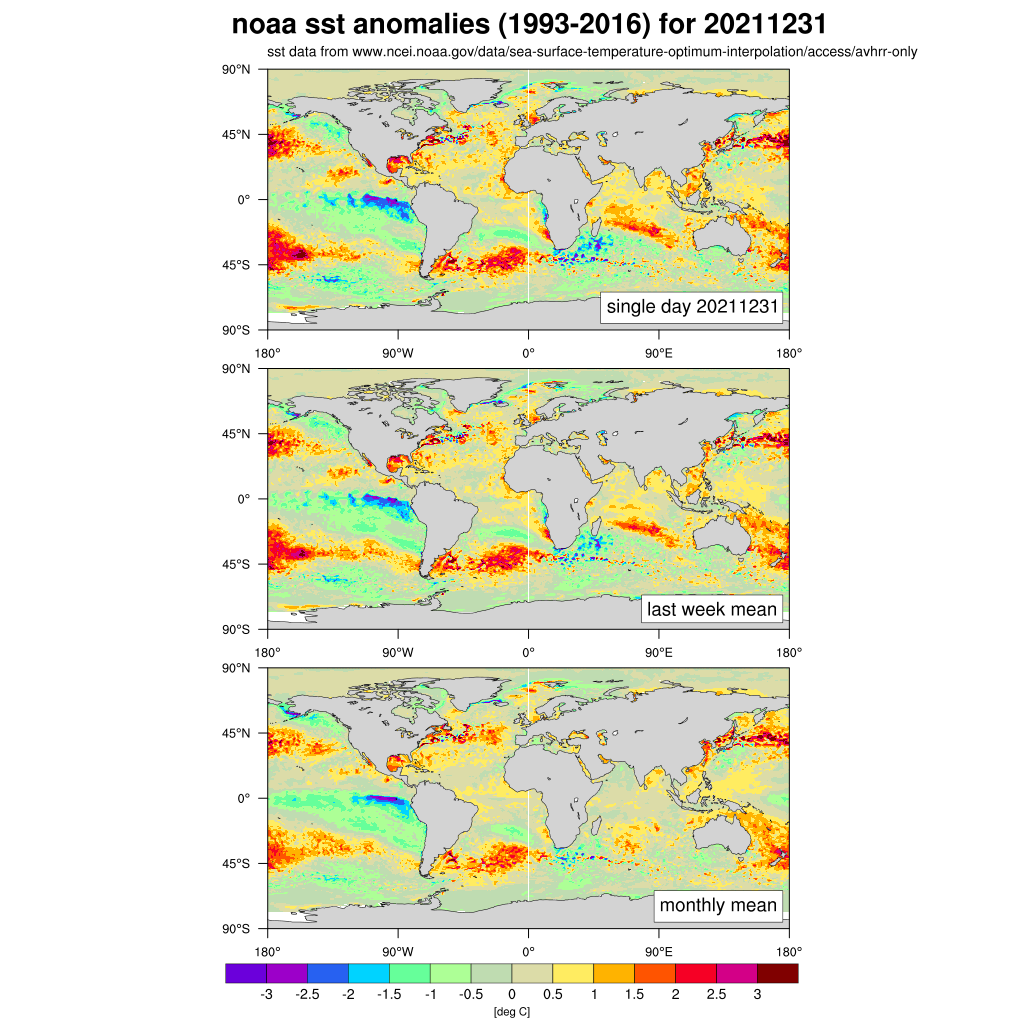 noaa sst anomalies (1993-2016) for 20211231
sst data from www.ncei.noaa.gov/data/sea-surface-temperature-optimum-interpolation/access/avhrr-only
90°N
45°N
0°
45°S
90°S
single day 20211231
180° 90°W 0° 90°E 180°
90°N
45°N
0°
45°S
90°S
last week mean
180° 90°W 0° 90°E 180°
90°N
45°N
0°
45°S
90°S
monthly mean
180° 90°W 0° 90°E 180°
-3 -2.5 -2 -1.5 -1 -0.5 0 0.5 1 1.5 2 2.5 3
[deg C]